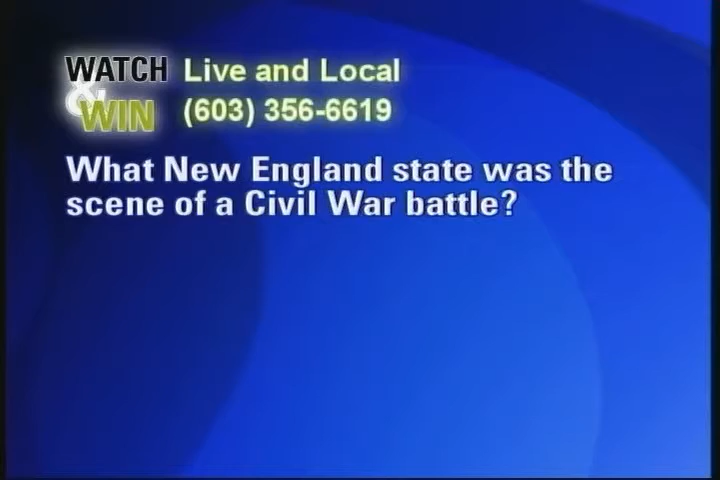 WATCH Live and Local
& WIN (603) 356-6619
What New England state was the
scene of a Civil War battle?